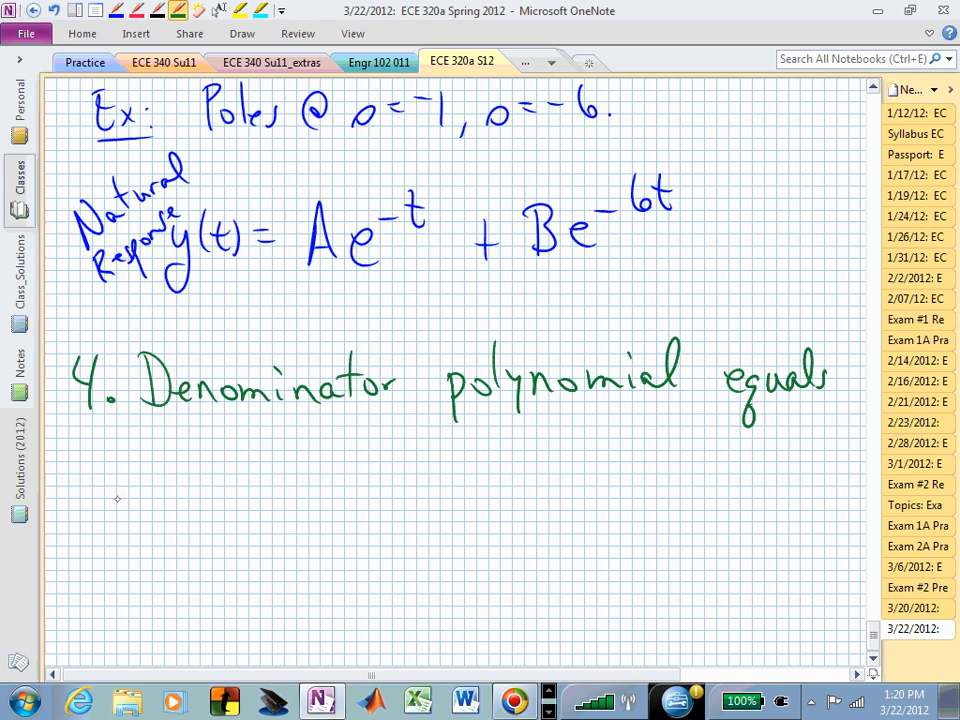 3/22/2012: ECE 320a Spring 2012 - Microsoft OneNote
File Home Insert Share Draw Review View
Practice ECE 340 Su11 ECE 340 Su11_extras Engr 102 011 ECE 320a S12 ... Search All Notebooks (Ctrl+E)
Personal
Classes
Class_Solutions
Notes
Solutions (2012)
Ex: Poles @ s=-1, s=-6.
Natural
Response
y(t) = Ae^{-t} + Be^{-6t}
4. Denominator polynomial equals
Ne...
1/12/12: EC
Syllabus EC
Passport: E
1/17/12: EC
1/19/12: EC
1/24/12: EC
1/26/12: EC
1/31/12: EC
2/2/2012: E
2/07/12: EC
Exam #1 Re
Exam 1A Pra
2/14/2012: E
2/16/2012: E
2/21/2012: E
2/23/2012:
2/28/2012: E
3/1/2012: E
Exam #2 Re
Topics: Exa
Exam 1A Pra
Exam 2A Pra
3/6/2012: E
Exam #2 Pre
3/20/2012:
3/22/2012:
100%
1:20 PM
3/22/2012